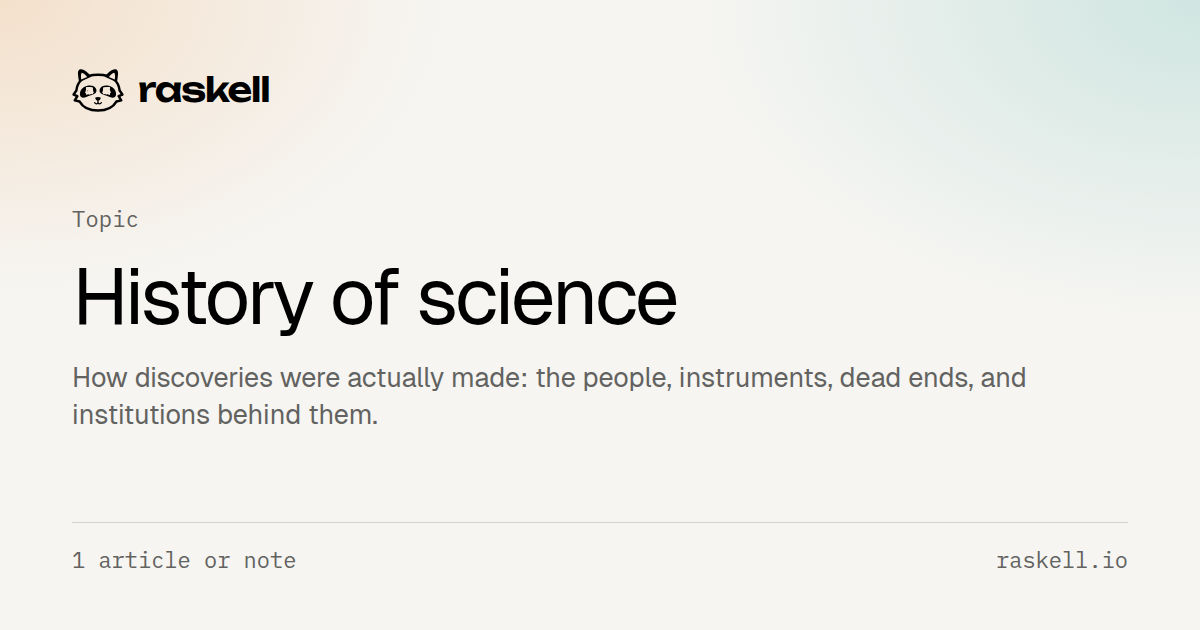 raskell
Topic
History of science
How discoveries were actually made: the people, instruments, dead ends, and
institutions behind them.
1 article or note
raskell.io